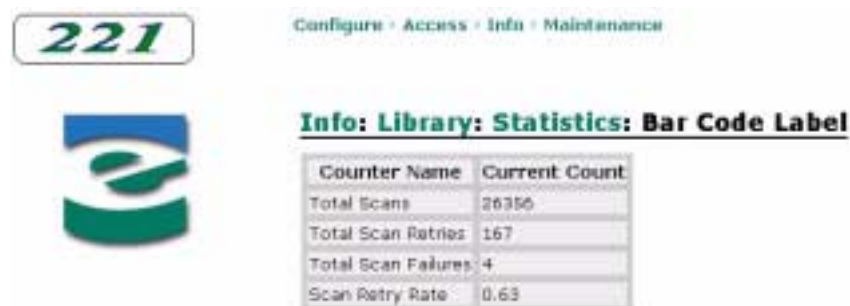 221
Configure · Access · Info · Maintenance
Info: Library: Statistics: Bar Code Label
Counter Name Current Count
Total Scans 26356
Total Scan Retries 167
Total Scan Failures 4
Scan Retry Rate 0.63